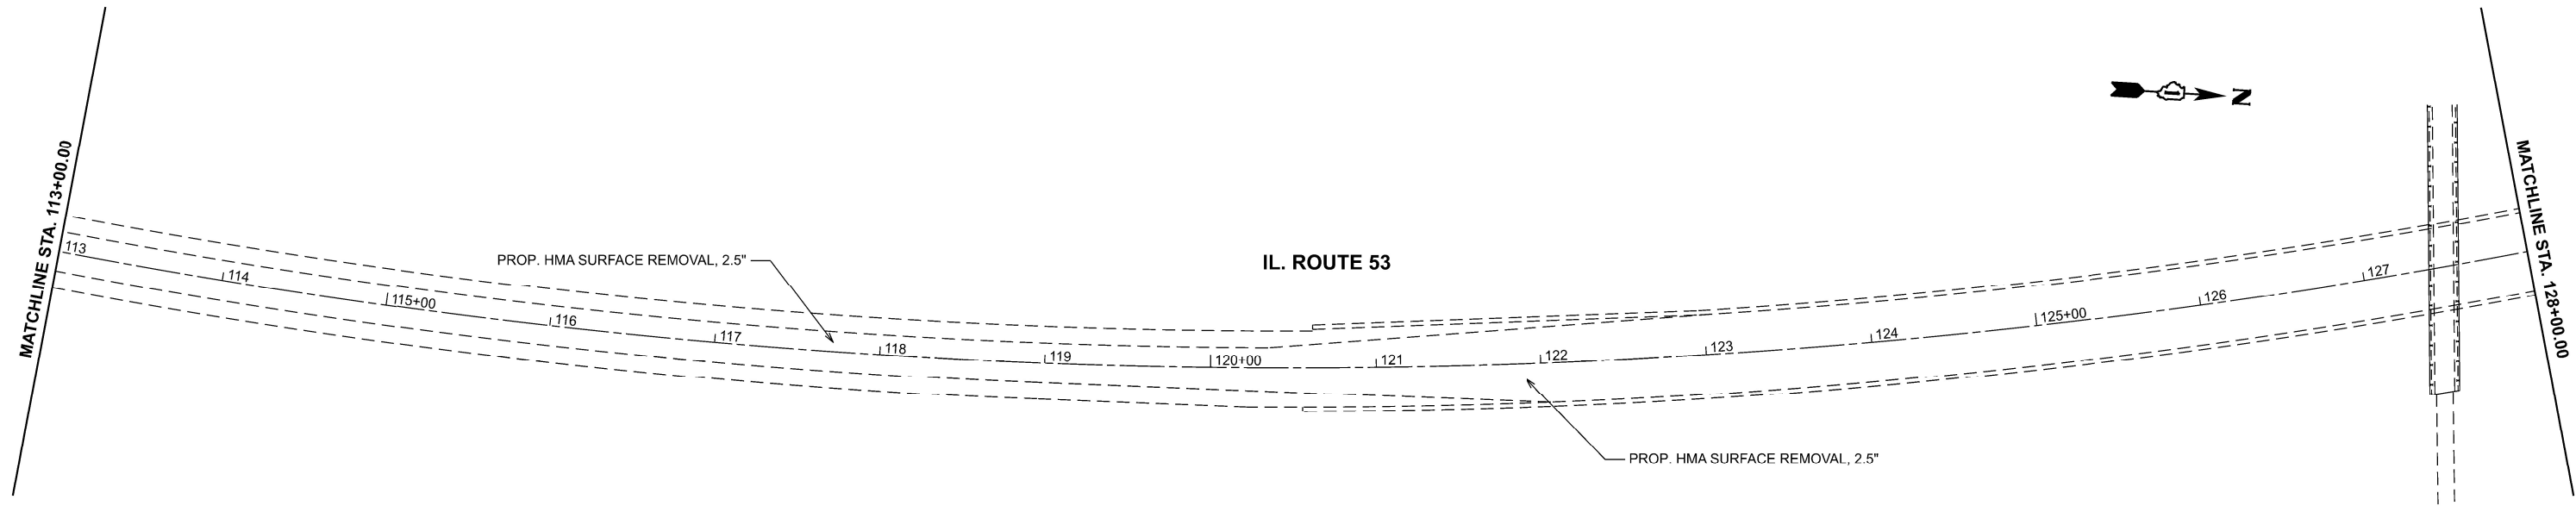 MATCHLINE STA. 113+00.00
113
114
115+00
116
117
118
119
120+00
121
122
123
124
125+00
126
127
PROP. HMA SURFACE REMOVAL, 2.5"
IL. ROUTE 53
PROP. HMA SURFACE REMOVAL, 2.5"
N
MATCHLINE STA. 128+00.00